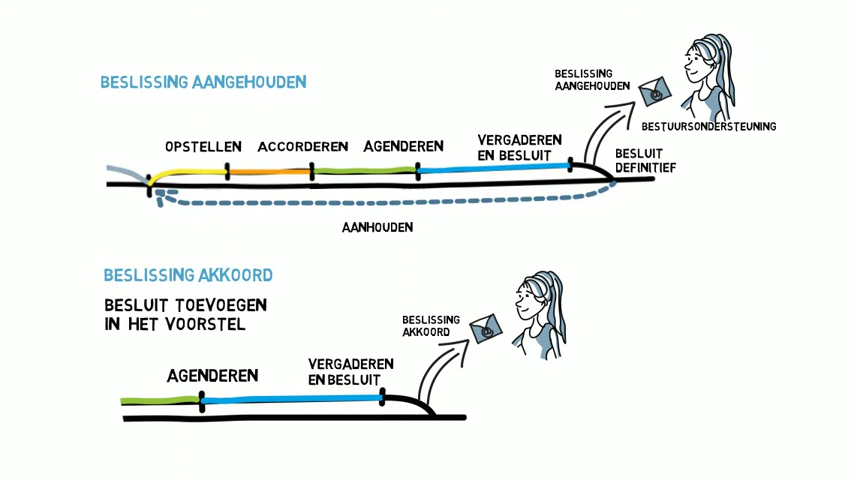 BESLISSING AANGEHOUDEN
BESLISSING
AANGEHOUDEN
BESTUURSONDERSTEUNING
OPSTELLEN
ACCORDEREN
AGENDEREN
VERGADEREN
EN BESLUIT
BESLUIT
DEFINITIEF
AANHOUDEN
BESLISSING AKKOORD
BESLUIT TOEVOEGEN
IN HET VOORSTEL
BESLISSING
AKKOORD
AGENDEREN
VERGADEREN
EN BESLUIT